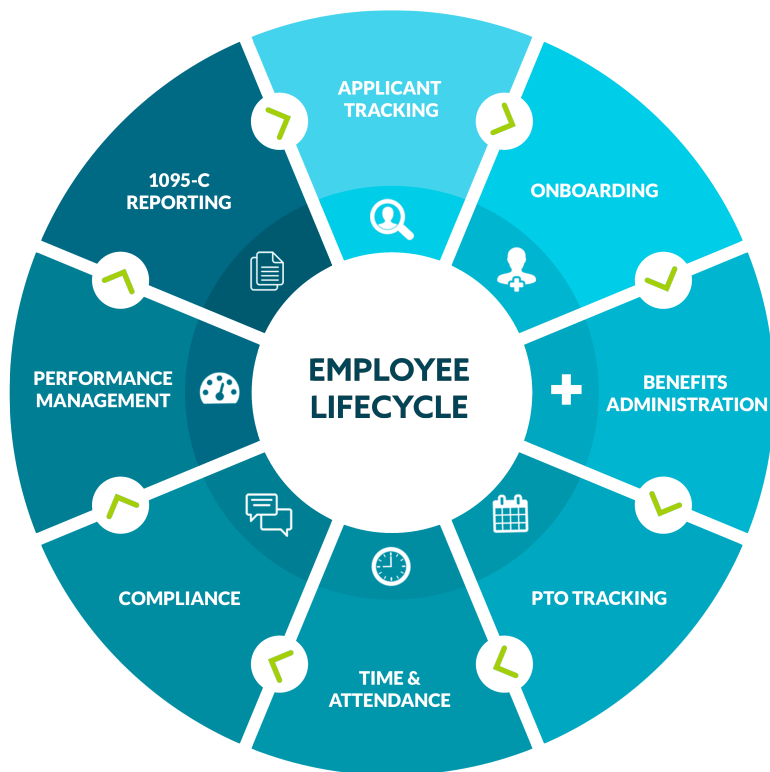 APPLICANT
TRACKING
ONBOARDING
BENEFITS
ADMINISTRATION
PTO TRACKING
TIME &
ATTENDANCE
COMPLIANCE
PERFORMANCE
MANAGEMENT
1095-C
REPORTING
EMPLOYEE
LIFECYCLE